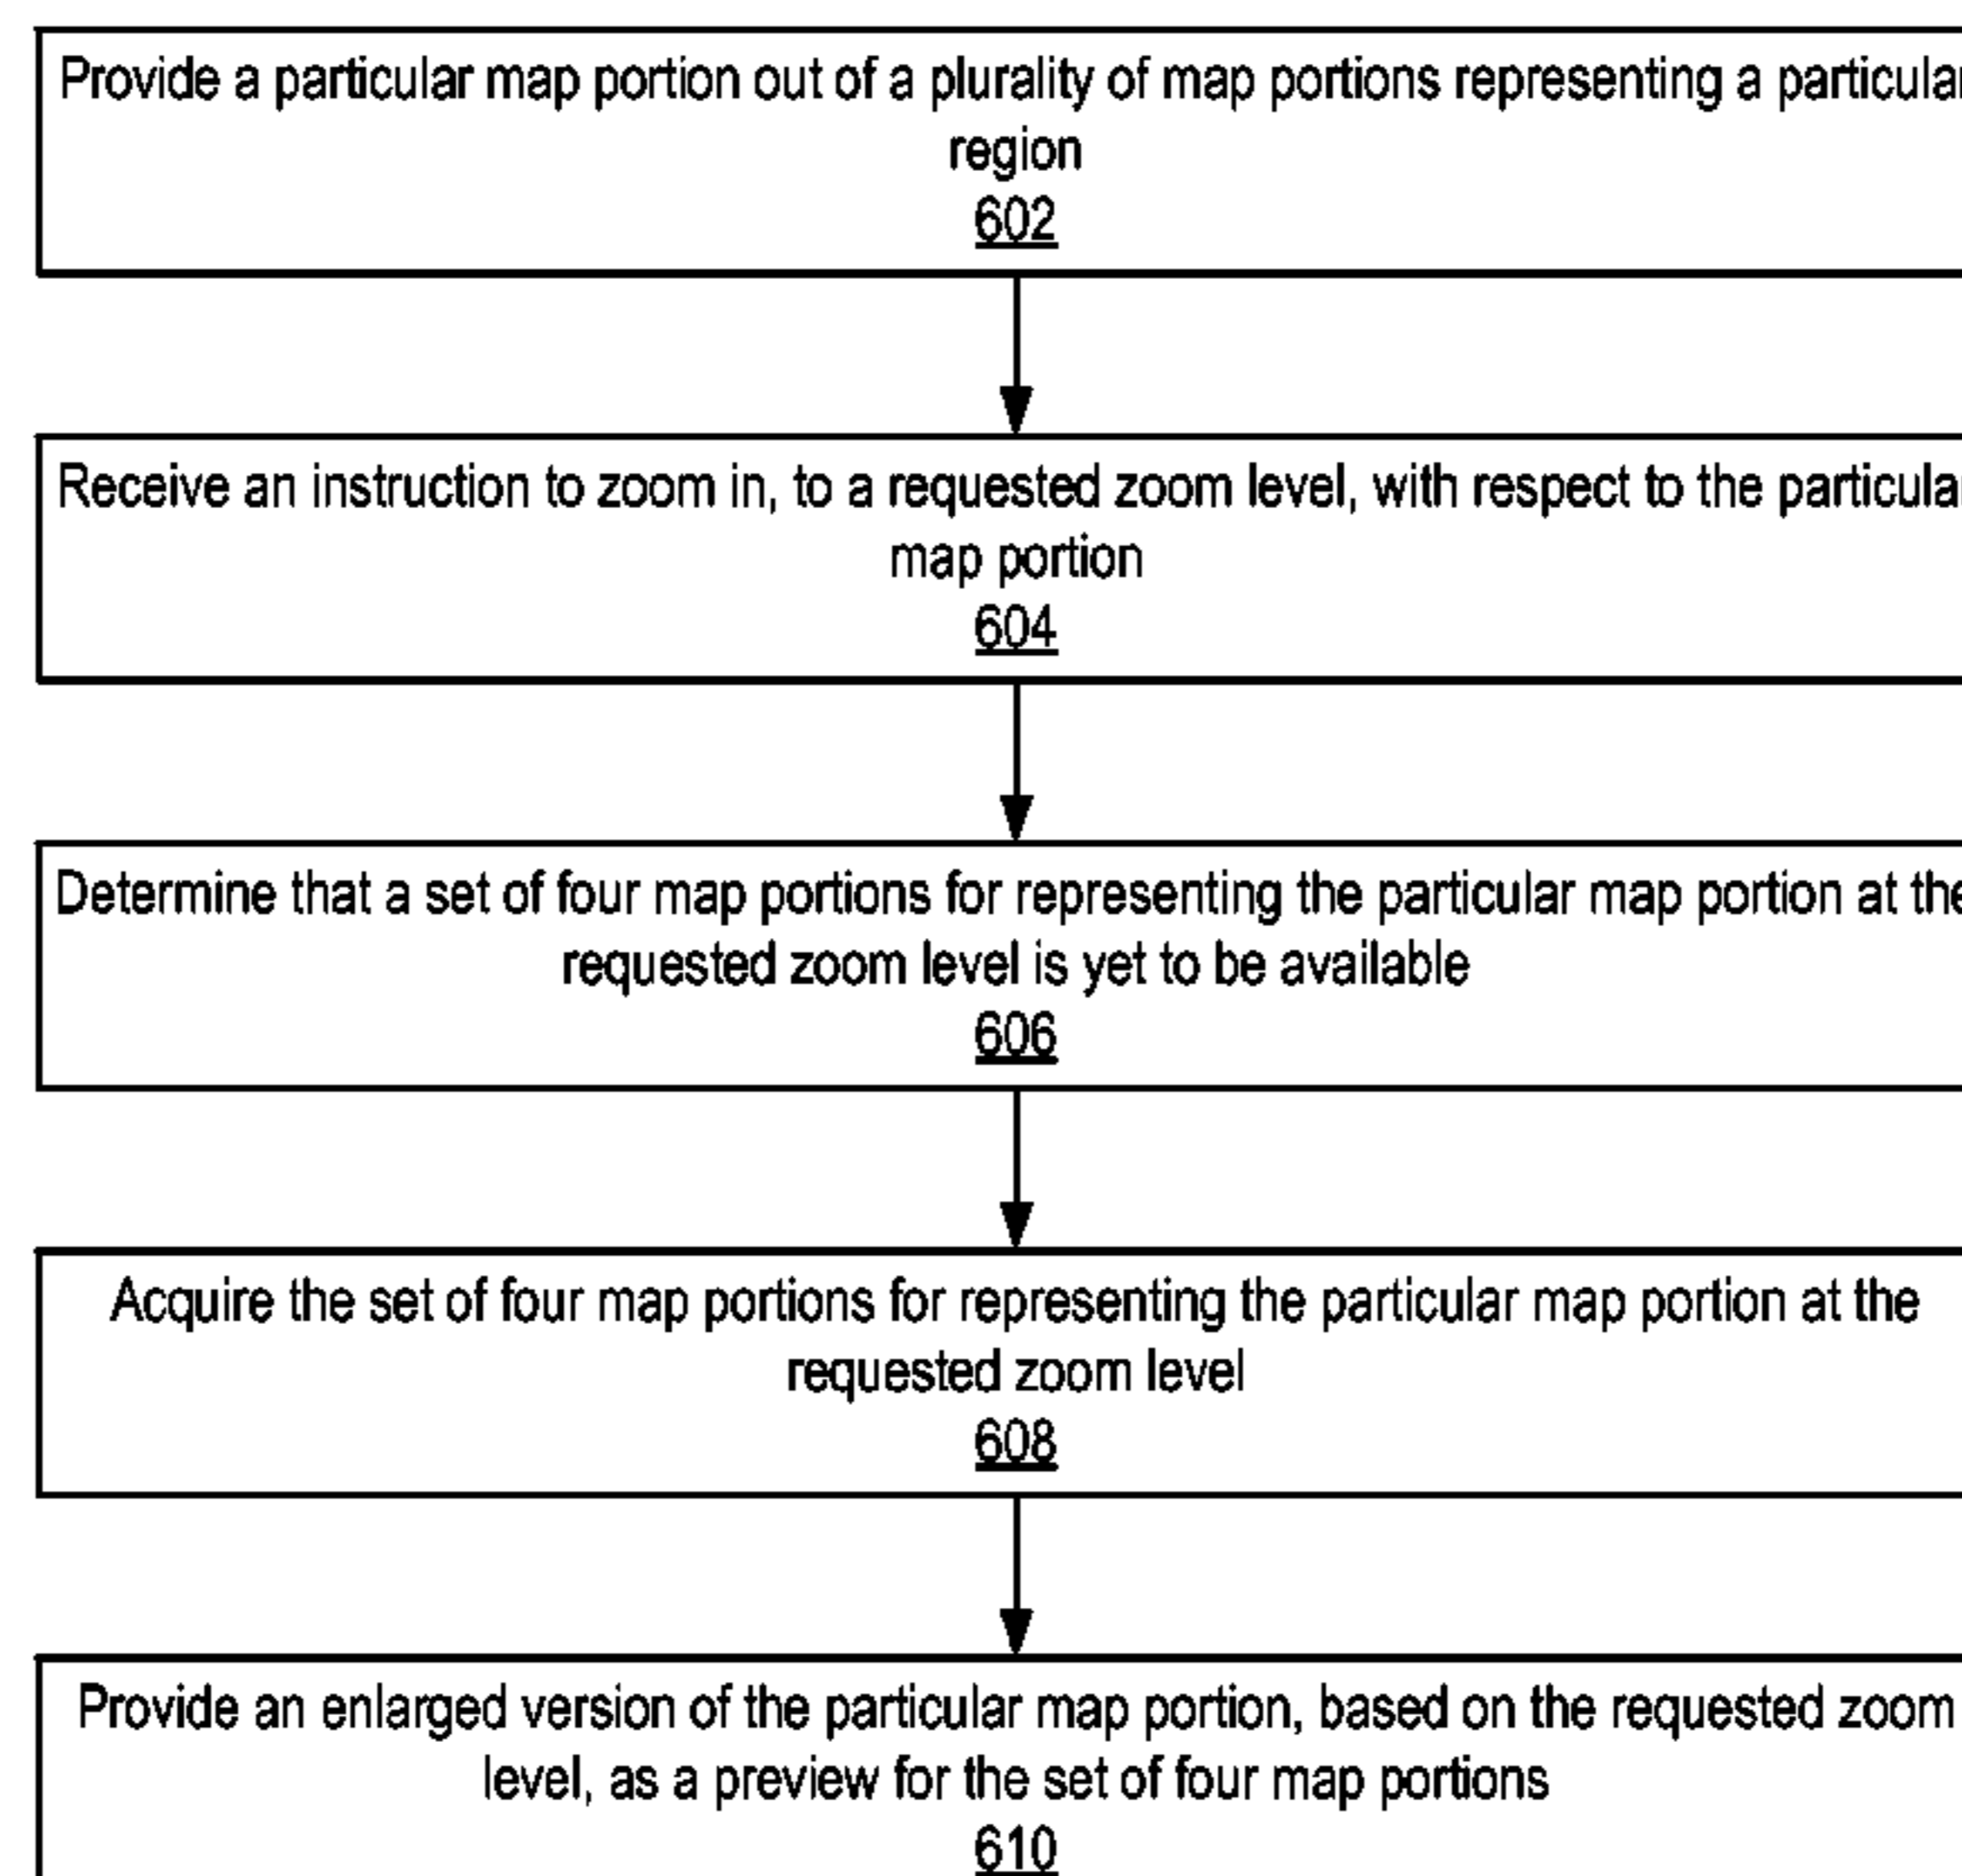 Provide a particular map portion out of a plurality of map portions representing a particular
region
602
Receive an instruction to zoom in, to a requested zoom level, with respect to the particular
map portion
604
Determine that a set of four map portions for representing the particular map portion at the
requested zoom level is yet to be available
606
Acquire the set of four map portions for representing the particular map portion at the
requested zoom level
608
Provide an enlarged version of the particular map portion, based on the requested zoom
level, as a preview for the set of four map portions
610